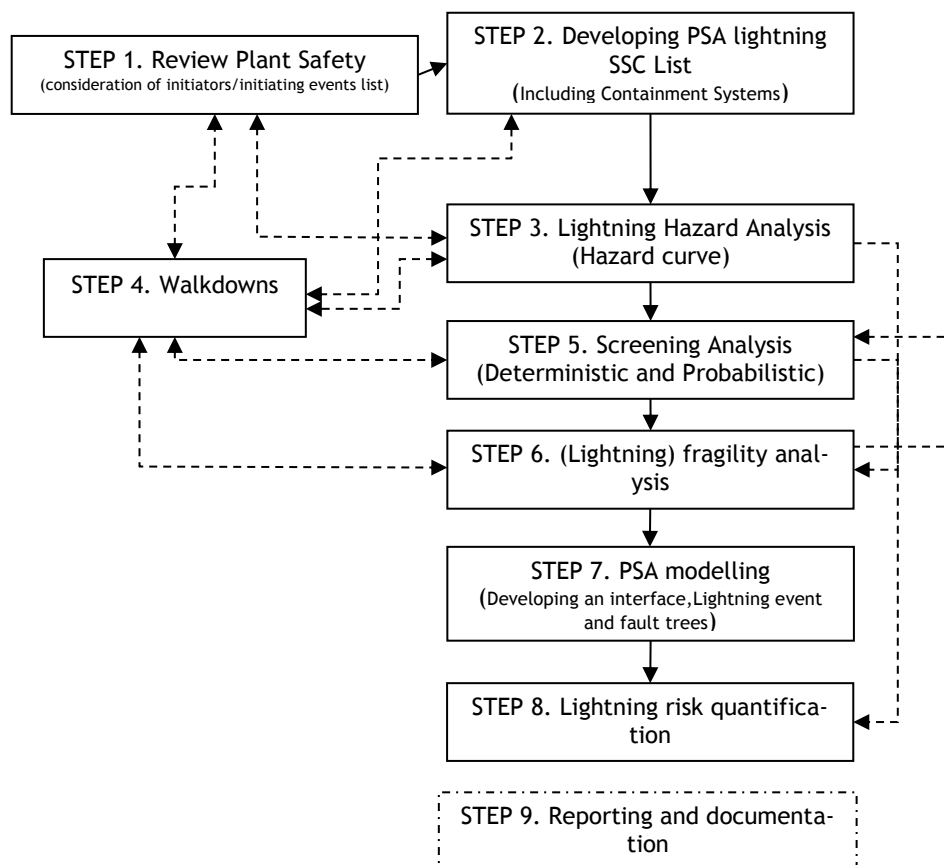 STEP 1. Review Plant Safety
(consideration of initiators/initiating events list)
STEP 2. Developing PSA lightning
SSC List
(Including Containment Systems)
STEP 3. Lightning Hazard Analysis
(Hazard curve)
STEP 4. Walkdowns
STEP 5. Screening Analysis
(Deterministic and Probabilistic)
STEP 6. (Lightning) fragility anal-
ysis
STEP 7. PSA modelling
(Developing an interface,Lightning event
and fault trees)
STEP 8. Lightning risk quantifica-
tion
STEP 9. Reporting and documenta-
tion